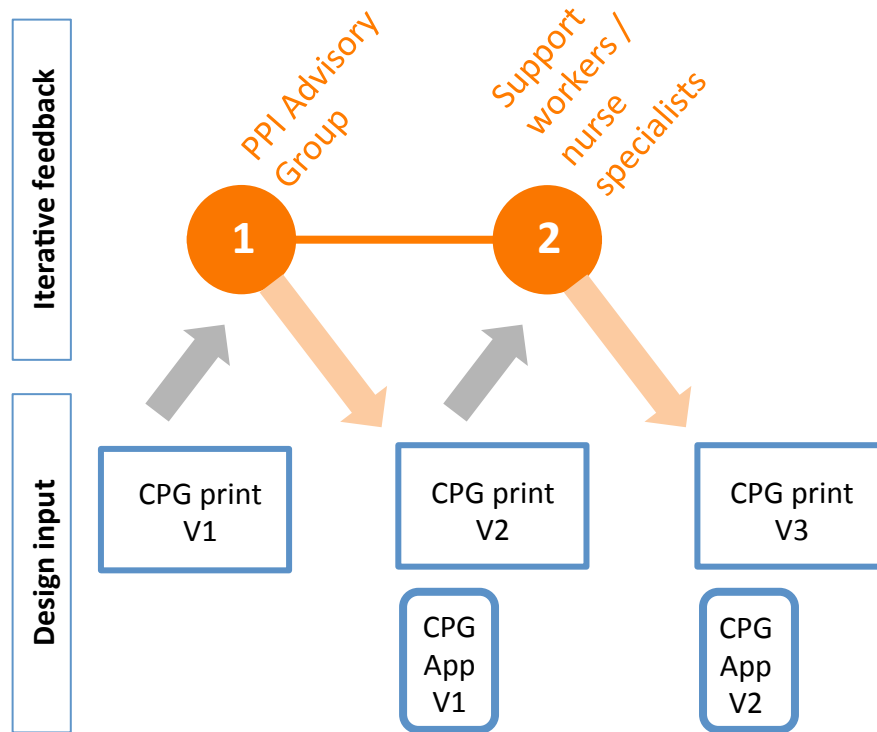 Iterative feedback
PPI Advisory
Group
Support
workers /
nurse
specialists
1
2
Design input
CPG print
V1
CPG print
V2
CPG print
V3
CPG
App
V1
CPG
App
V2